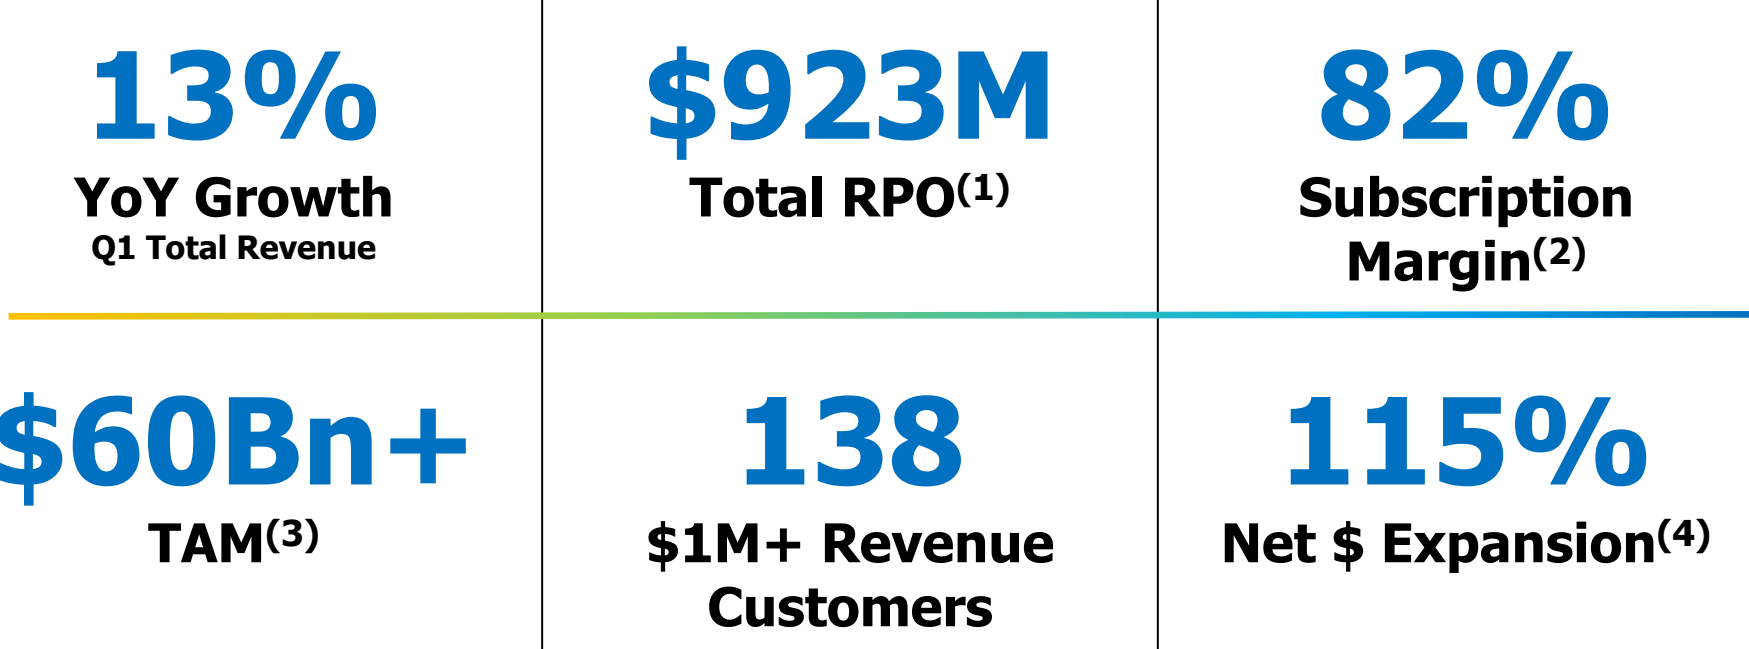 13%
YoY Growth
Q1 Total Revenue
$923M
Total RPO(1)
82%
Subscription
Margin(2)
$60Bn+
TAM(3)
138
$1M+ Revenue
Customers
115%
Net $ Expansion(4)